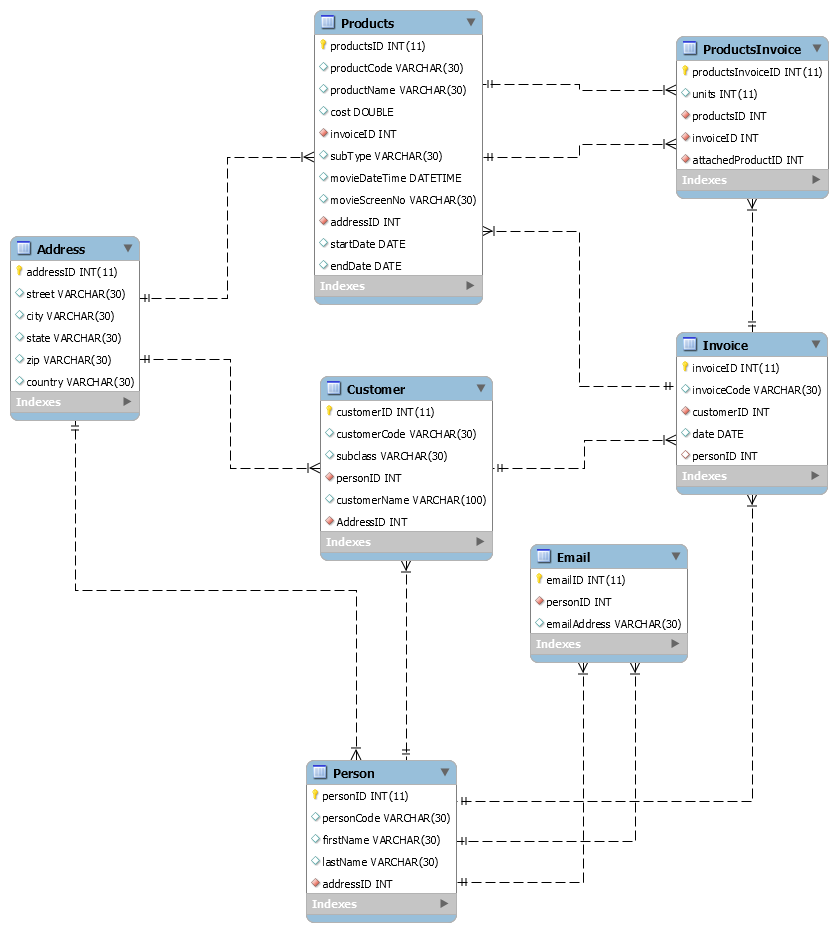 Products
productsID INT(11)
productCode VARCHAR(30)
productName VARCHAR(30)
cost DOUBLE
invoiceID INT
subType VARCHAR(30)
movieDateTime DATETIME
movieScreenNo VARCHAR(30)
addressID INT
startDate DATE
endDate DATE
Indexes
ProductsInvoice
productsInvoiceID INT(11)
units INT(11)
productsID INT
invoiceID INT
attachedProductID INT
Indexes
Address
addressID INT(11)
street VARCHAR(30)
city VARCHAR(30)
state VARCHAR(30)
zip VARCHAR(30)
country VARCHAR(30)
Indexes
Customer
customerID INT(11)
customerCode VARCHAR(30)
subclass VARCHAR(30)
personID INT
customerName VARCHAR(100)
AddressID INT
Indexes
Invoice
invoiceID INT(11)
invoiceCode VARCHAR(30)
customerID INT
date DATE
personID INT
Indexes
Email
emailID INT(11)
personID INT
emailAddress VARCHAR(30)
Indexes
Person
personID INT(11)
personCode VARCHAR(30)
firstName VARCHAR(30)
lastName VARCHAR(30)
addressID INT
Indexes